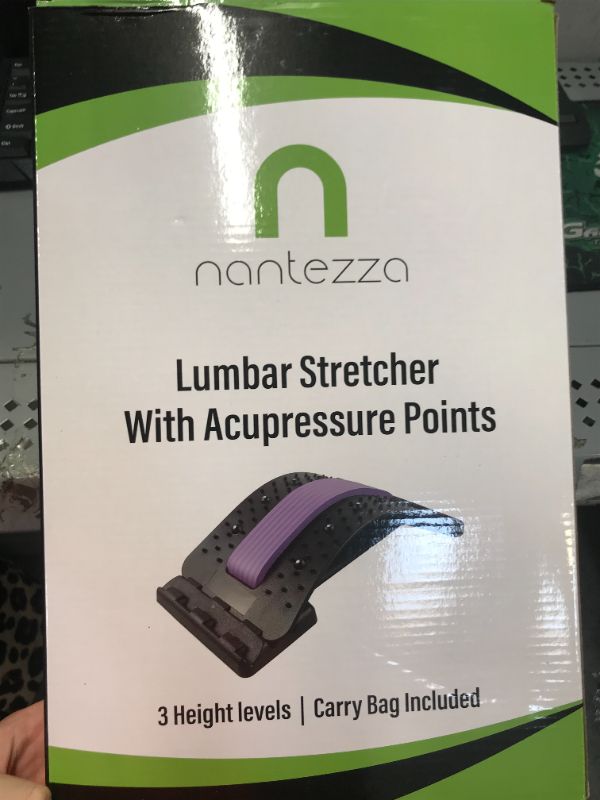 nantezza
Lumbar Stretcher
With Acupressure Points
3 Height levels | Carry Bag Included